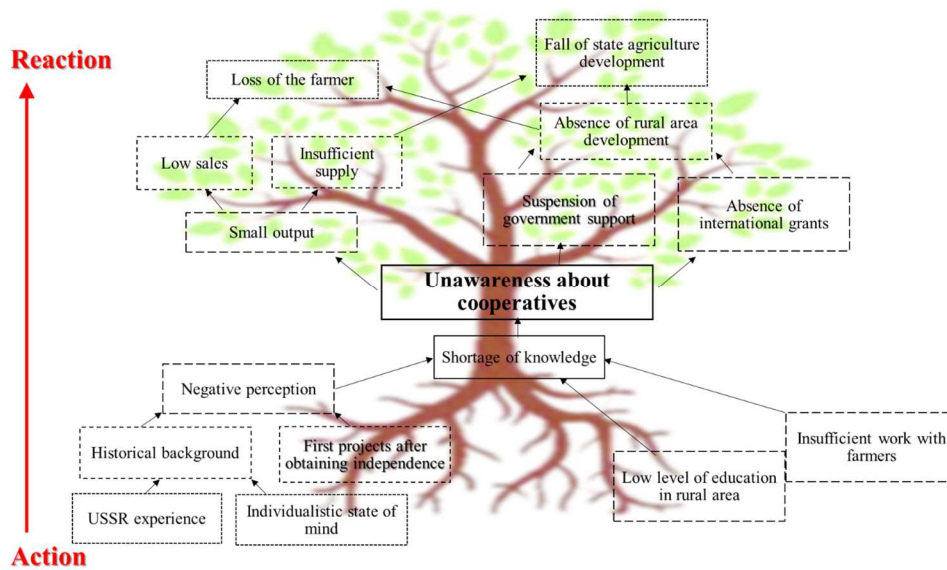 Reaction
Fall of state agriculture
development
Loss of the farmer
Absence of rural area
development
Low sales
Insufficient
supply
Suspension of
government support
Absence of
international grants
Small output
Unawareness about
cooperatives
Shortage of knowledge
Negative perception
Historical background
First projects after
obtaining independence
Insufficient work with
farmers
Low level of education
in rural area
USSR experience
Individualistic state of
mind
Action